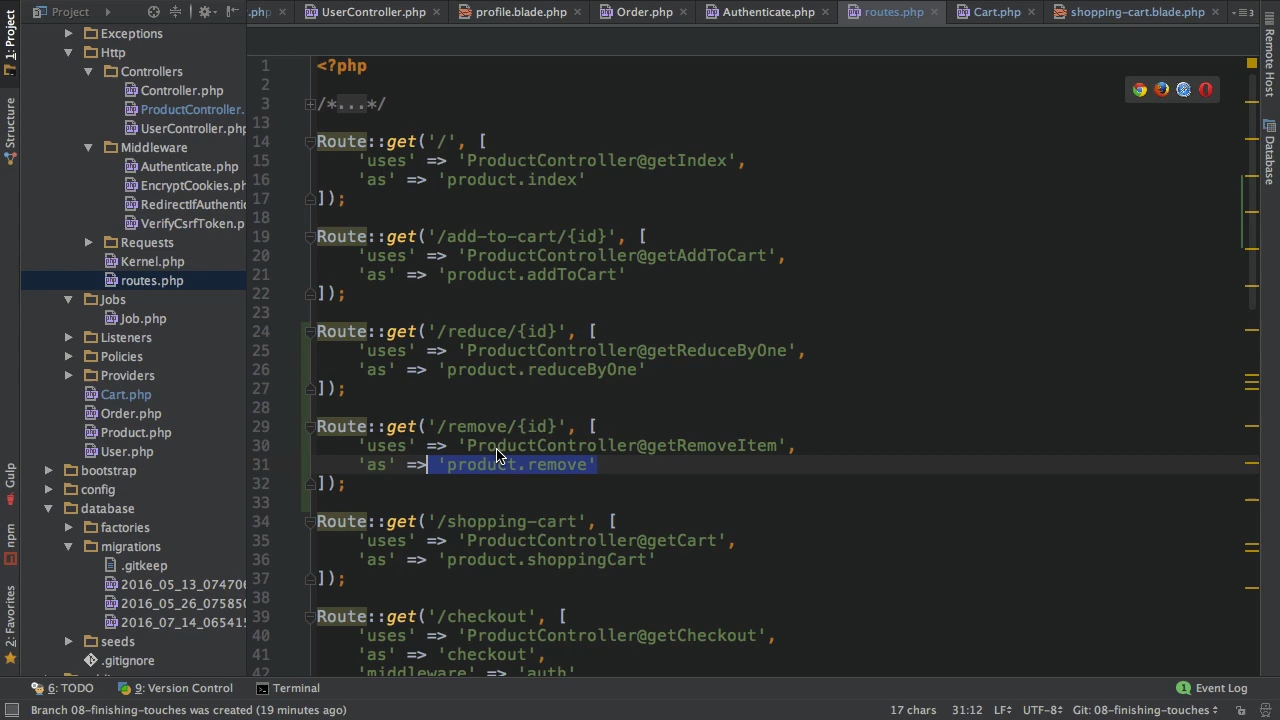 Project
.php
UserController.php
profile.blade.php
Order.php
Authenticate.php
routes.php
Cart.php
shopping-cart.blade.php
3
1: Project
Structure
Gulp
npm
2: Favorites
Exceptions
Http
Controllers
Controller.php
ProductController.
UserController.php
Middleware
Authenticate.php
EncryptCookies.ph
RedirectIfAuthentic
VerifyCsrfToken.p
Requests
Kernel.php
routes.php
Jobs
Job.php
Listeners
Policies
Providers
Cart.php
Order.php
Product.php
User.php
bootstrap
config
database
factories
migrations
.gitkeep
2016_05_13_074706
2016_05_26_075850
2016_07_14_065415
seeds
.gitignore
1 <?php
2
3 /*...*/
13
14 Route::get('/', [
15 'uses' => 'ProductController@getIndex',
16 'as' => 'product.index'
17 ]);
18
19 Route::get('/add-to-cart/{id}', [
20 'uses' => 'ProductController@getAddToCart',
21 'as' => 'product.addToCart'
22 ]);
23
24 Route::get('/reduce/{id}', [
25 'uses' => 'ProductController@getReduceByOne',
26 'as' => 'product.reduceByOne'
27 ]);
28
29 Route::get('/remove/{id}', [
30 'uses' => 'ProductController@getRemoveItem',
31 'as' => 'product.remove'
32 ]);
33
34 Route::get('/shopping-cart', [
35 'uses' => 'ProductController@getCart',
36 'as' => 'product.shoppingCart'
37 ]);
38
39 Route::get('/checkout', [
40 'uses' => 'ProductController@getCheckout',
41 'as' => 'checkout',
42 'middleware' => 'auth'
Remote Host
Database
6: TODO
9: Version Control
Terminal
1 Event Log
Branch 08-finishing-touches was created (19 minutes ago)
17 chars 31:12 LF UTF-8 Git: 08-finishing-touches